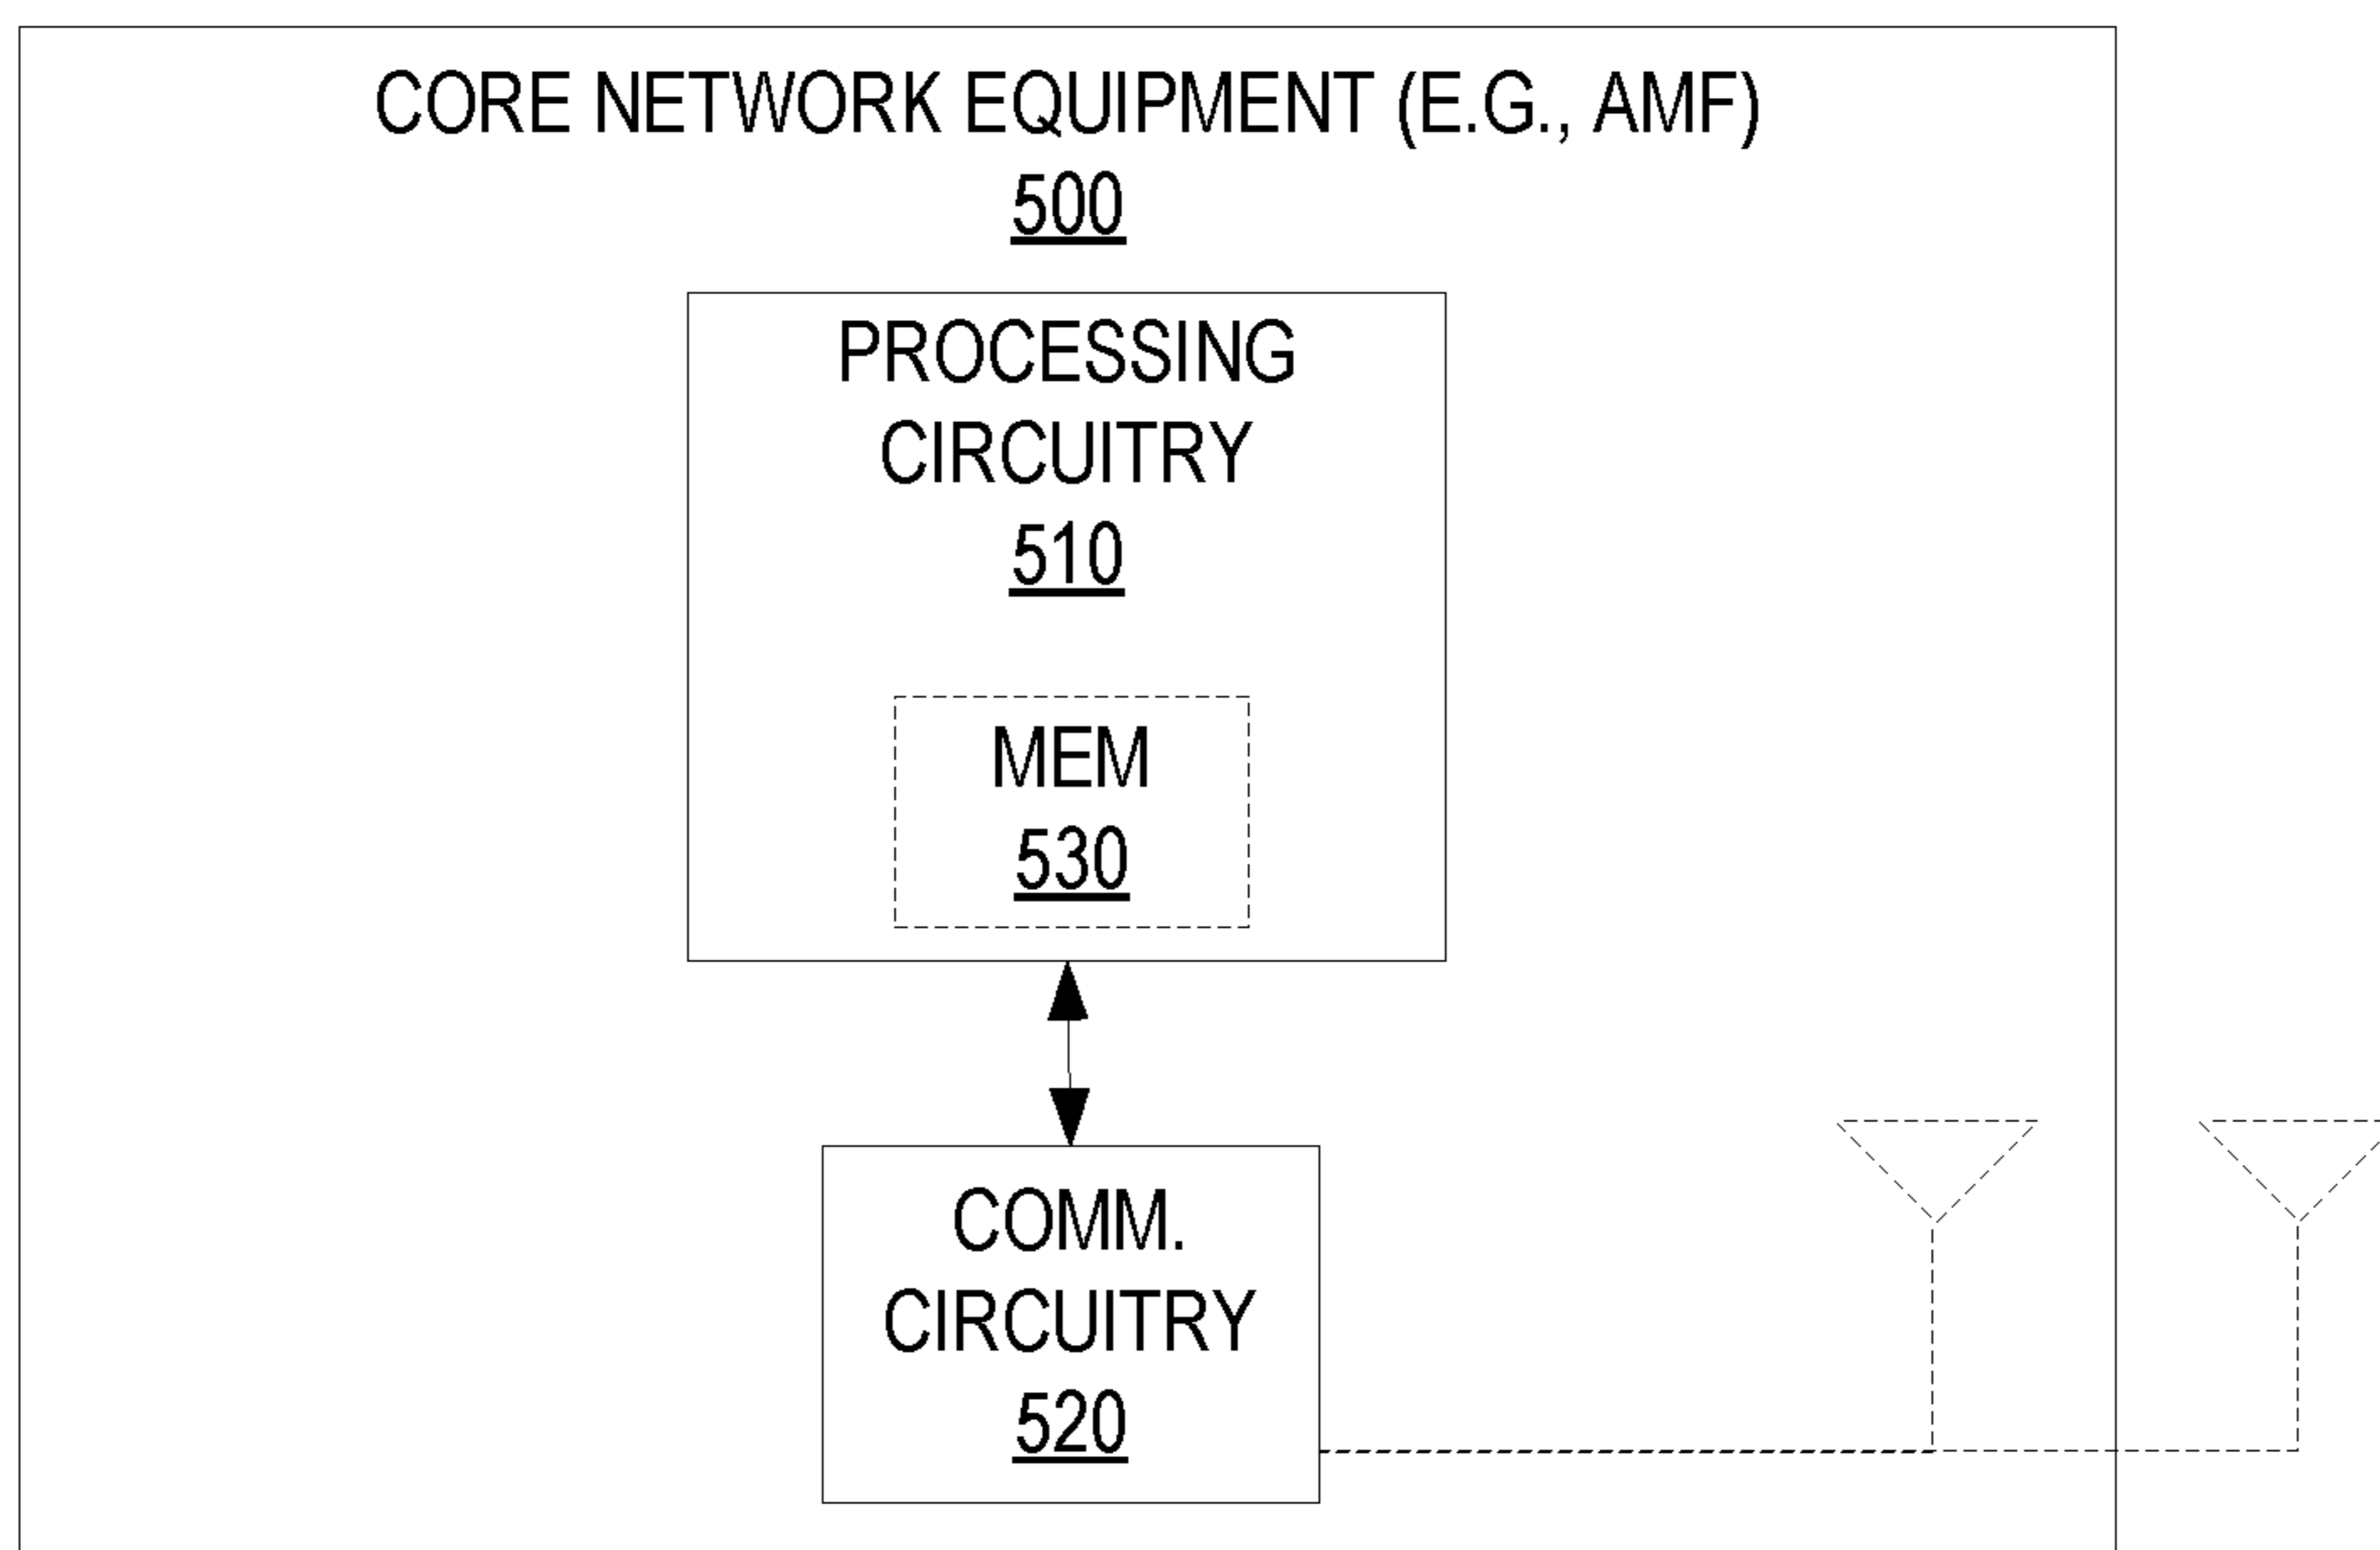 CORE NETWORK EQUIPMENT (E.G., AMF)
500
PROCESSING
CIRCUITRY
510
MEM
530
COMM.
CIRCUITRY
520